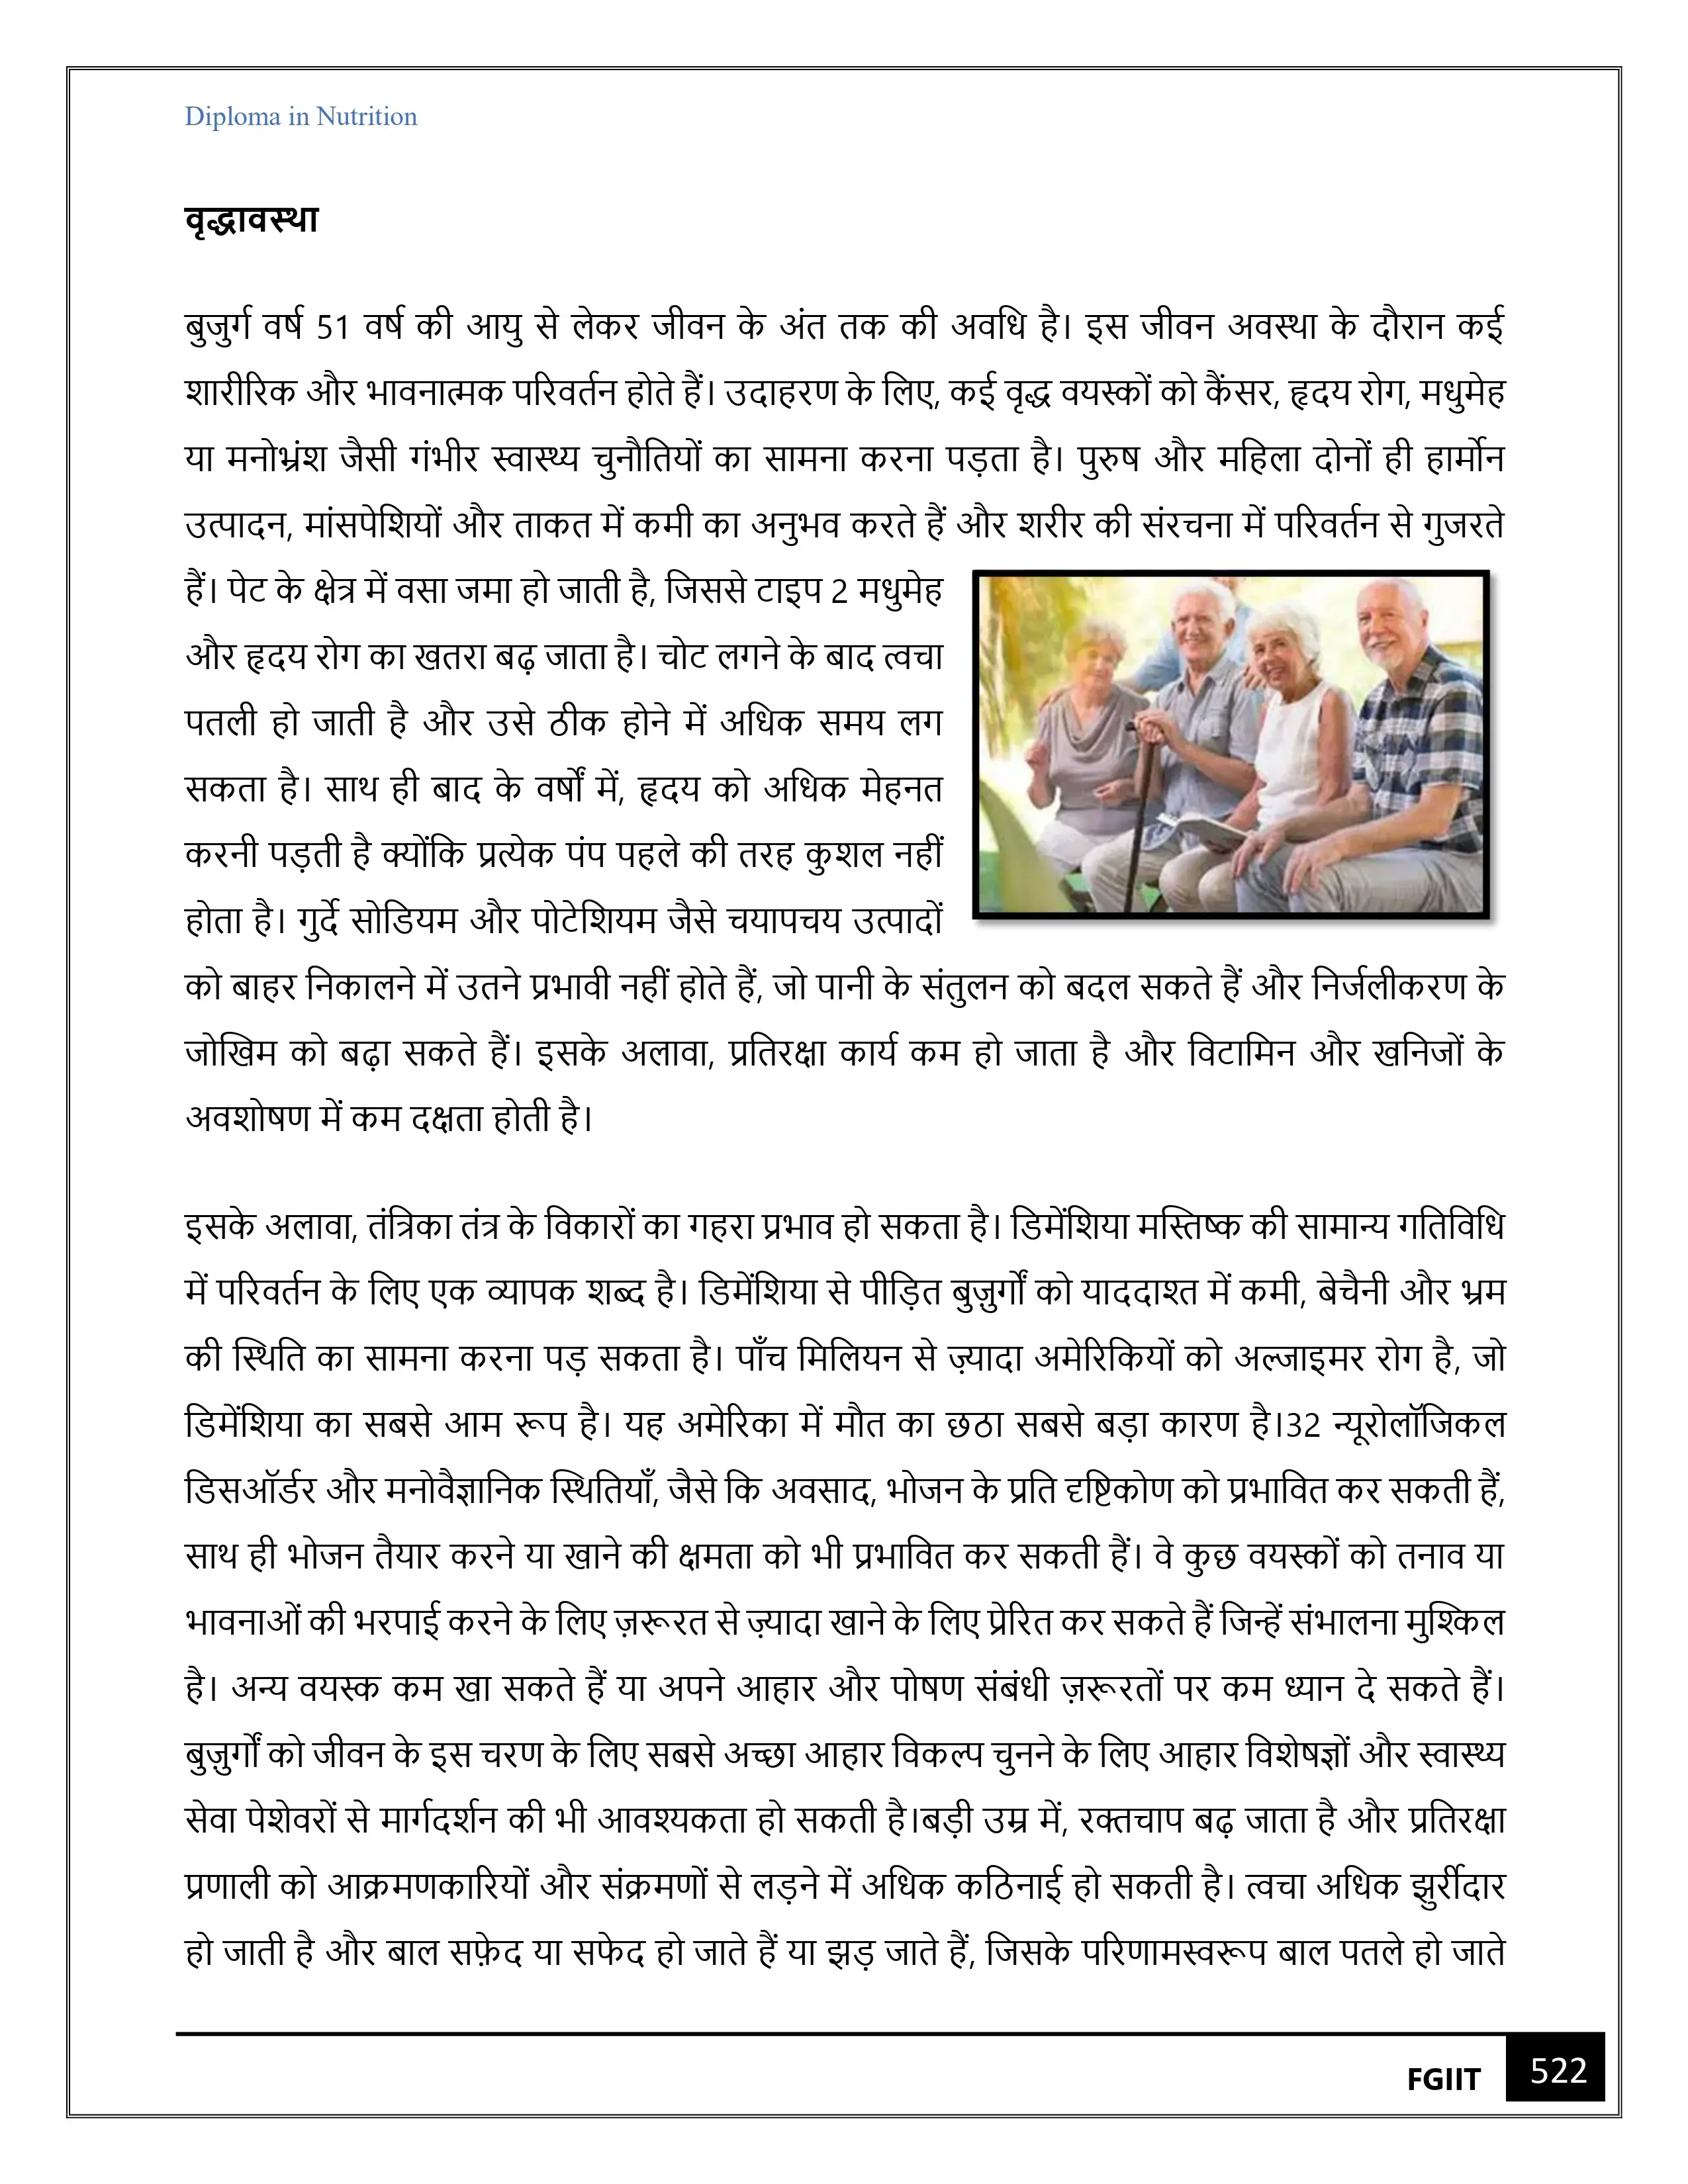 Diploma in Nutrition
वृद्धावस्था
बुजुर्ग वर्ष 51 वर्ष की आयु से लेकर जीवन के अंत तक की अवधि है। इस जीवन अवस्था के दौरान कई
शारीरिक और भावनात्मक परिवर्तन होते हैं। उदाहरण के लिए, कई वृद्ध वयस्कों को कैंसर, हृदय रोग, मधुमेह
या मनोभ्रंश जैसी गंभीर स्वास्थ्य चुनौतियों का सामना करना पड़ता है। पुरुष और महिला दोनों ही हार्मोन
उत्पादन, मांसपेशियों और ताकत में कमी का अनुभव करते हैं और शरीर की संरचना में परिवर्तन से गुजरते
हैं। पेट के क्षेत्र में वसा जमा हो जाती है, जिससे टाइप 2 मधुमेह
और हृदय रोग का खतरा बढ़ जाता है। चोट लगने के बाद त्वचा
पतली हो जाती है और उसे ठीक होने में अधिक समय लग
सकता है। साथ ही बाद के वर्षों में, हृदय को अधिक मेहनत
करनी पड़ती है क्योंकि प्रत्येक पंप पहले की तरह कुशल नहीं
होता है। गुर्दे सोडियम और पोटेशियम जैसे चयापचय उत्पादों
को बाहर निकालने में उतने प्रभावी नहीं होते हैं, जो पानी के संतुलन को बदल सकते हैं और निर्जलीकरण के
जोखिम को बढ़ा सकते हैं। इसके अलावा, प्रतिरक्षा कार्य कम हो जाता है और विटामिन और खनिजों के
अवशोषण में कम दक्षता होती है।
इसके अलावा, तंत्रिका तंत्र के विकारों का गहरा प्रभाव हो सकता है। डिमेंशिया मस्तिष्क की सामान्य गतिविधि
में परिवर्तन के लिए एक व्यापक शब्द है। डिमेंशिया से पीड़ित बुज़ुर्गों को याददाश्त में कमी, बेचैनी और भ्रम
की स्थिति का सामना करना पड़ सकता है। पाँच मिलियन से ज़्यादा अमेरिकियों को अल्जाइमर रोग है, जो
डिमेंशिया का सबसे आम रूप है। यह अमेरिका में मौत का छठा सबसे बड़ा कारण है।32 न्यूरोलॉजिकल
डिसऑर्डर और मनोवैज्ञानिक स्थितियाँ, जैसे कि अवसाद, भोजन के प्रति दृष्टिकोण को प्रभावित कर सकती हैं,
साथ ही भोजन तैयार करने या खाने की क्षमता को भी प्रभावित कर सकती हैं। वे कुछ वयस्कों को तनाव या
भावनाओं की भरपाई करने के लिए ज़रूरत से ज़्यादा खाने के लिए प्रेरित कर सकते हैं जिन्हें संभालना मुश्किल
है। अन्य वयस्क कम खा सकते हैं या अपने आहार और पोषण संबंधी ज़रूरतों पर कम ध्यान दे सकते हैं।
बुज़ुर्गों को जीवन के इस चरण के लिए सबसे अच्छा आहार विकल्प चुनने के लिए आहार विशेषज्ञों और स्वास्थ्य
सेवा पेशेवरों से मार्गदर्शन की भी आवश्यकता हो सकती है।बड़ी उम्र में, रक्तचाप बढ़ जाता है और प्रतिरक्षा
प्रणाली को आक्रमणकारियों और संक्रमणों से लड़ने में अधिक कठिनाई हो सकती है। त्वचा अधिक झुर्रीदार
हो जाती है और बाल सफ़ेद या सफेद हो जाते हैं या झड़ जाते हैं, जिसके परिणामस्वरूप बाल पतले हो जाते
FGIIT 522